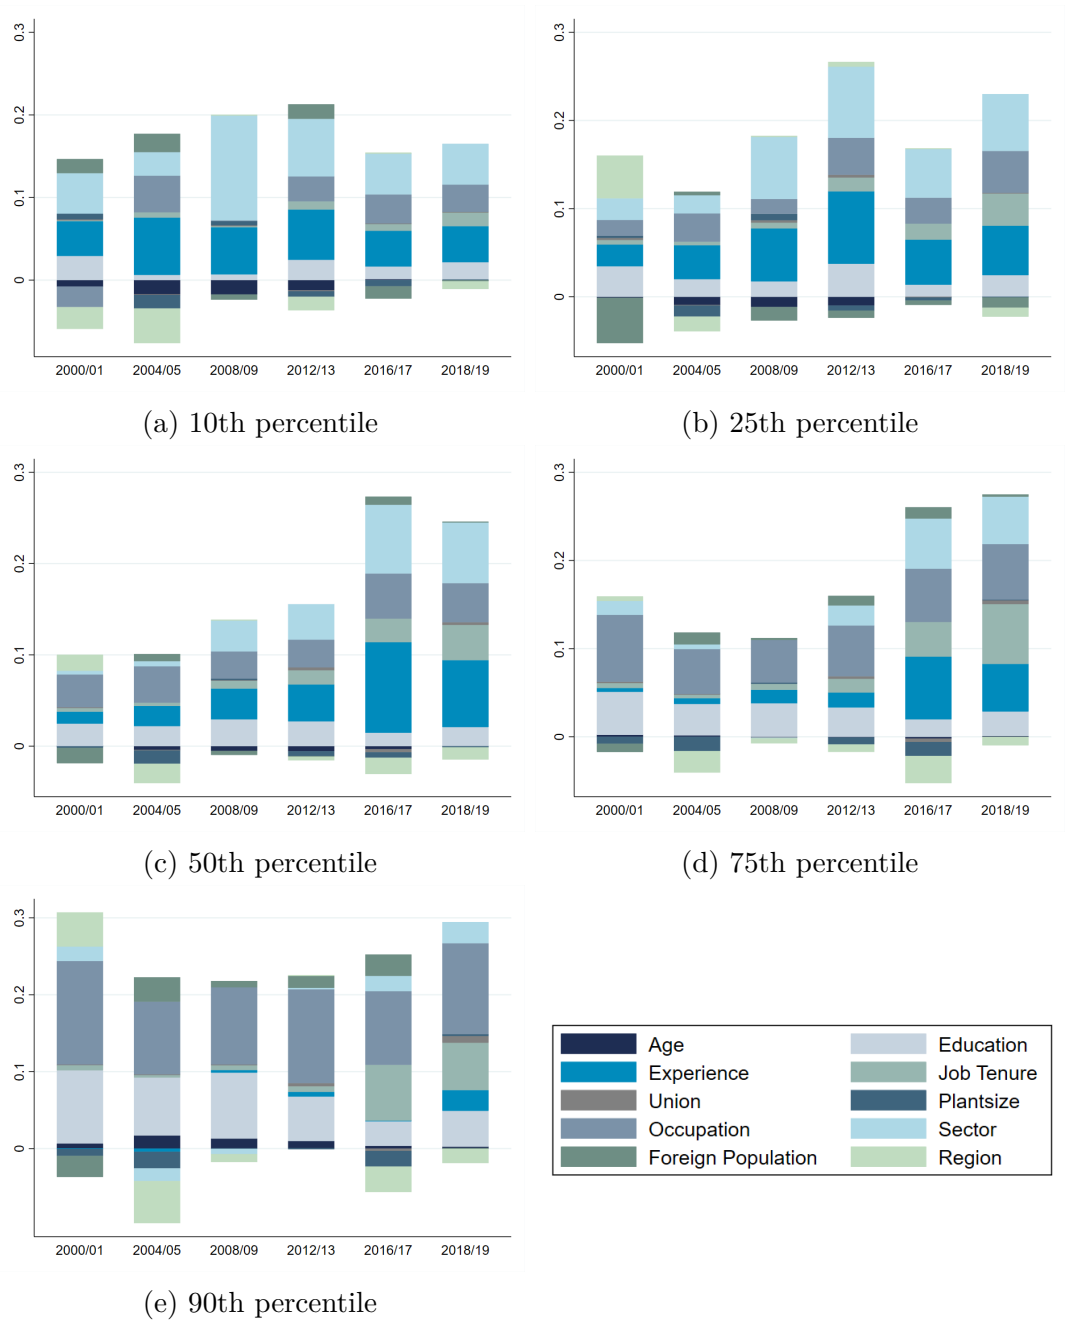 0.3
0.2
0.1
0
2000/01 2004/05 2008/09 2012/13 2016/17 2018/19
(a) 10th percentile
0.3
0.2
0.1
0
2000/01 2004/05 2008/09 2012/13 2016/17 2018/19
(b) 25th percentile
0.3
0.2
0.1
0
2000/01 2004/05 2008/09 2012/13 2016/17 2018/19
(c) 50th percentile
0.3
0.2
0.1
0
2000/01 2004/05 2008/09 2012/13 2016/17 2018/19
(d) 75th percentile
0.3
0.2
0.1
0
2000/01 2004/05 2008/09 2012/13 2016/17 2018/19
(e) 90th percentile
Age Education
Experience Job Tenure
Union Plantsize
Occupation Sector
Foreign Population Region